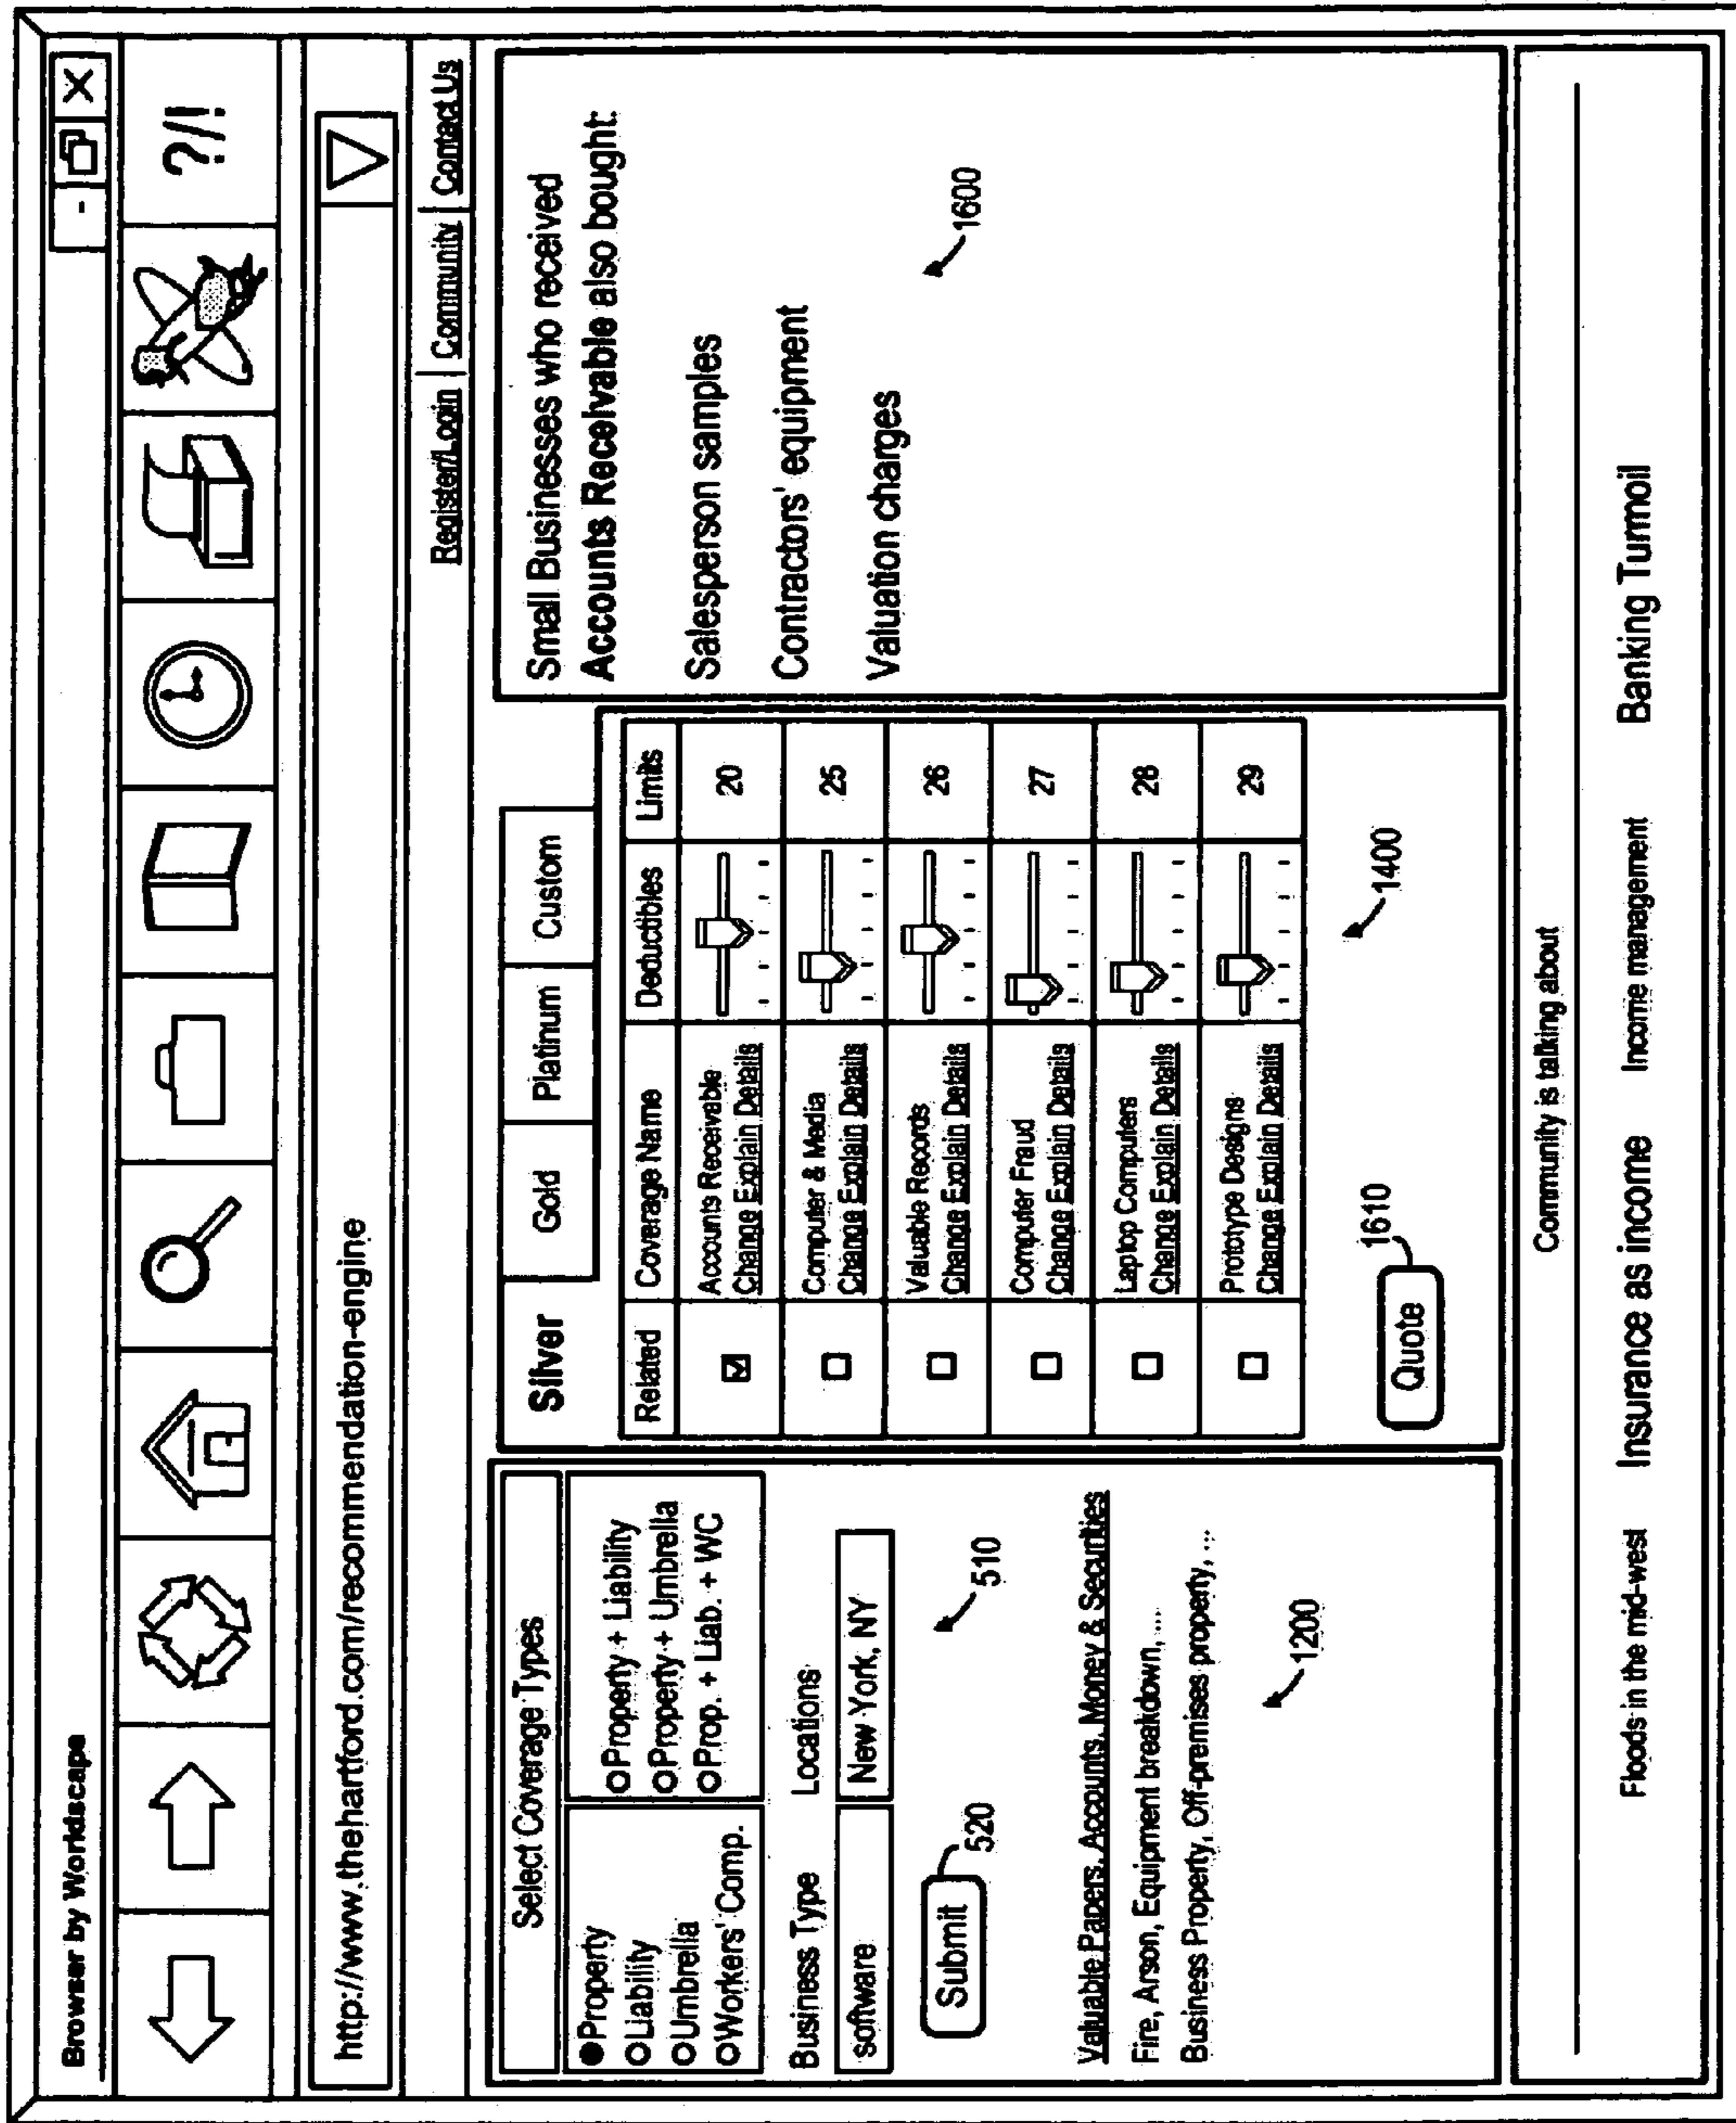 Browser by Worldscape
- X
?/!
http://www.thehartford.com/recommendation-engine
Register/Login | Community | Contact Us
Select Coverage Types
Property
Liability
Umbrella
Workers' Comp.
Property + Liability
Property + Umbrella
Prop. + Liab. + WC
Business Type Locations
software New York, NY
Submit 520
510
Valuable Papers, Accounts, Money & Securities
Fire, Arson, Equipment breakdown, ...
Business Property, Off-premises property, ...
1200
Silver Gold Platinum Custom
Related Coverage Name Deductibles Limits
Accounts Receivable
Change Explain Details 20
Computer & Media
Change Explain Details 25
Valuable Records
Change Explain Details 26
Computer Fraud
Change Explain Details 27
Laptop Computers
Change Explain Details 28
Prototype Designs
Change Explain Details 29
Quote 1610
1400
Small Businesses who received
Accounts Receivable also bought:
Salesperson samples
Contractors' equipment
Valuation charges
1600
Community is talking about
Floods in the mid-west Insurance as income Income management Banking Turmoil